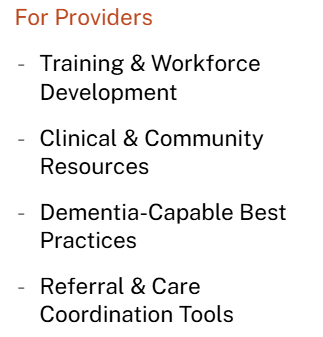 For Providers
- Training & Workforce
Development
- Clinical & Community
Resources
- Dementia-Capable Best
Practices
- Referral & Care
Coordination Tools